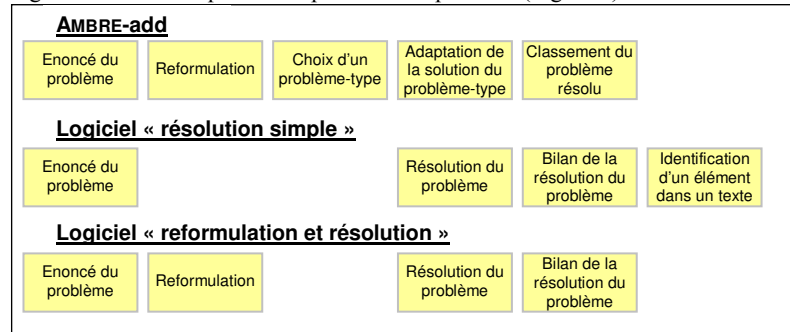 AMBRE-add
Enoncé du
problème
Reformulation
Choix d'un
problème-type
Adaptation de
la solution du
problème-type
Classement du
problème
résolu
Logiciel « résolution simple »
Enoncé du
problème
Résolution du
problème
Bilan de la
résolution du
problème
Identification
d'un élément
dans un texte
Logiciel « reformulation et résolution »
Enoncé du
problème
Reformulation
Résolution du
problème
Bilan de la
résolution du
problème